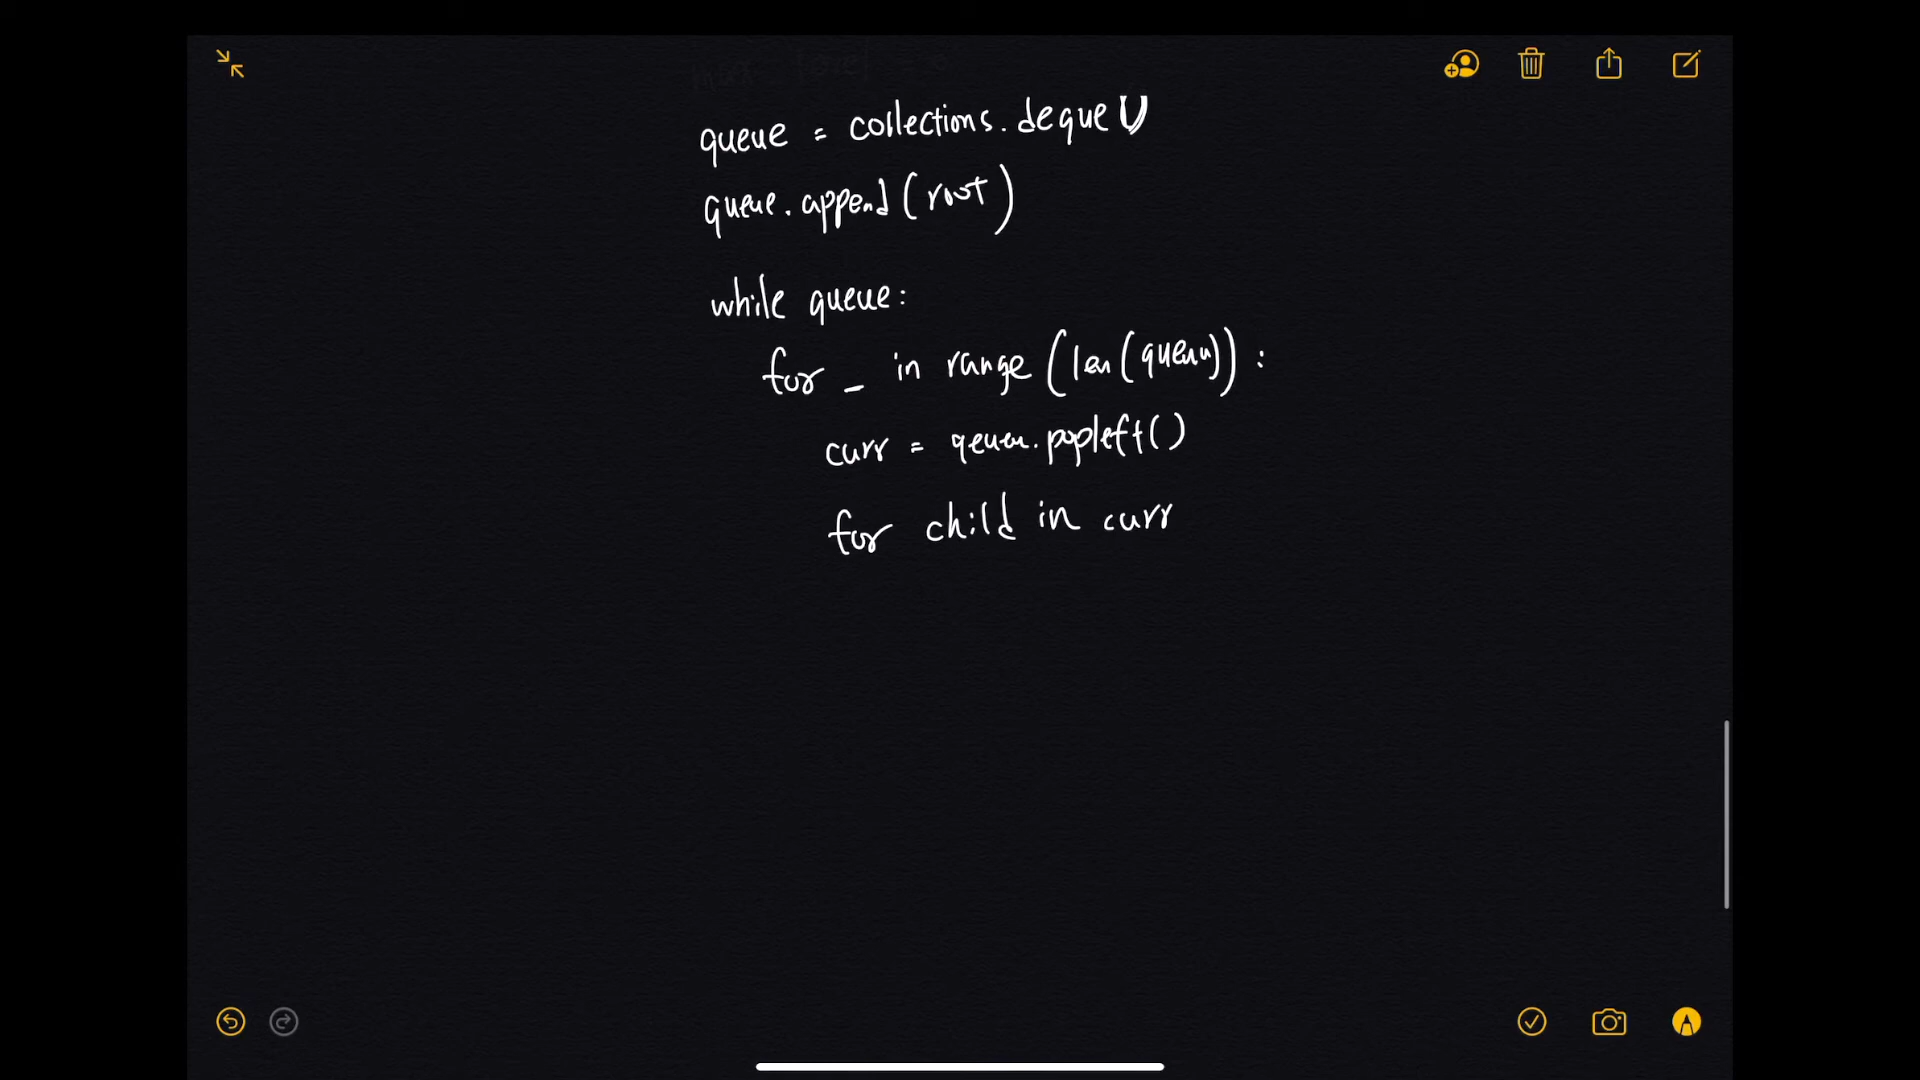 queue = collections.deque()
queue.append(root)
while queue:
for _ in range(len(queue)):
curr = qeueu.popleft()
for child in curr